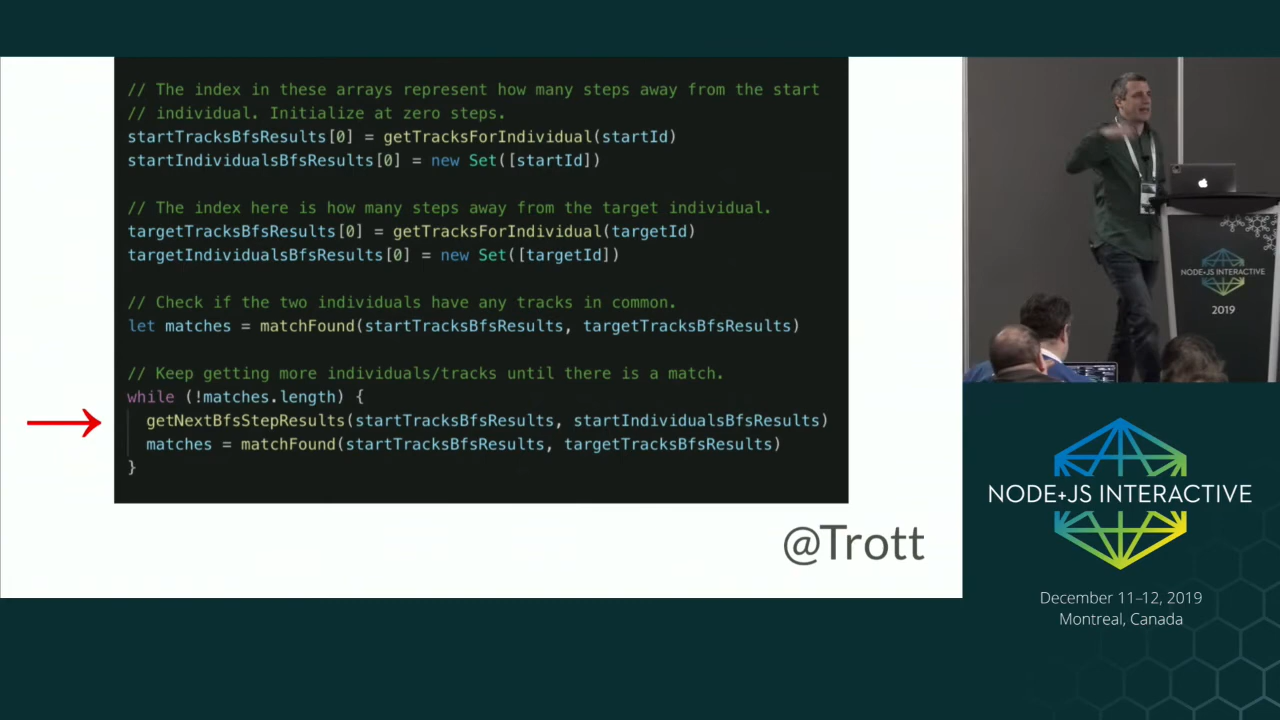 // The index in these arrays represent how many steps away from the start
// individual. Initialize at zero steps.
startTracksBfsResults[0] = getTracksForIndividual(startId)
startIndividualsBfsResults[0] = new Set([startId])
// The index here is how many steps away from the target individual.
targetTracksBfsResults[0] = getTracksForIndividual(targetId)
targetIndividualsBfsResults[0] = new Set([targetId])
// Check if the two individuals have any tracks in common.
let matches = matchFound(startTracksBfsResults, targetTracksBfsResults)
// Keep getting more individuals/tracks until there is a match.
while (!matches.length) {
getNextBfsStepResults(startTracksBfsResults, startIndividualsBfsResults)
matches = matchFound(startTracksBfsResults, targetTracksBfsResults)
}
@Trott
NODE+JS INTERACTIVE
2019
NODE+JS INTERACTIVE
December 11–12, 2019
Montreal, Canada